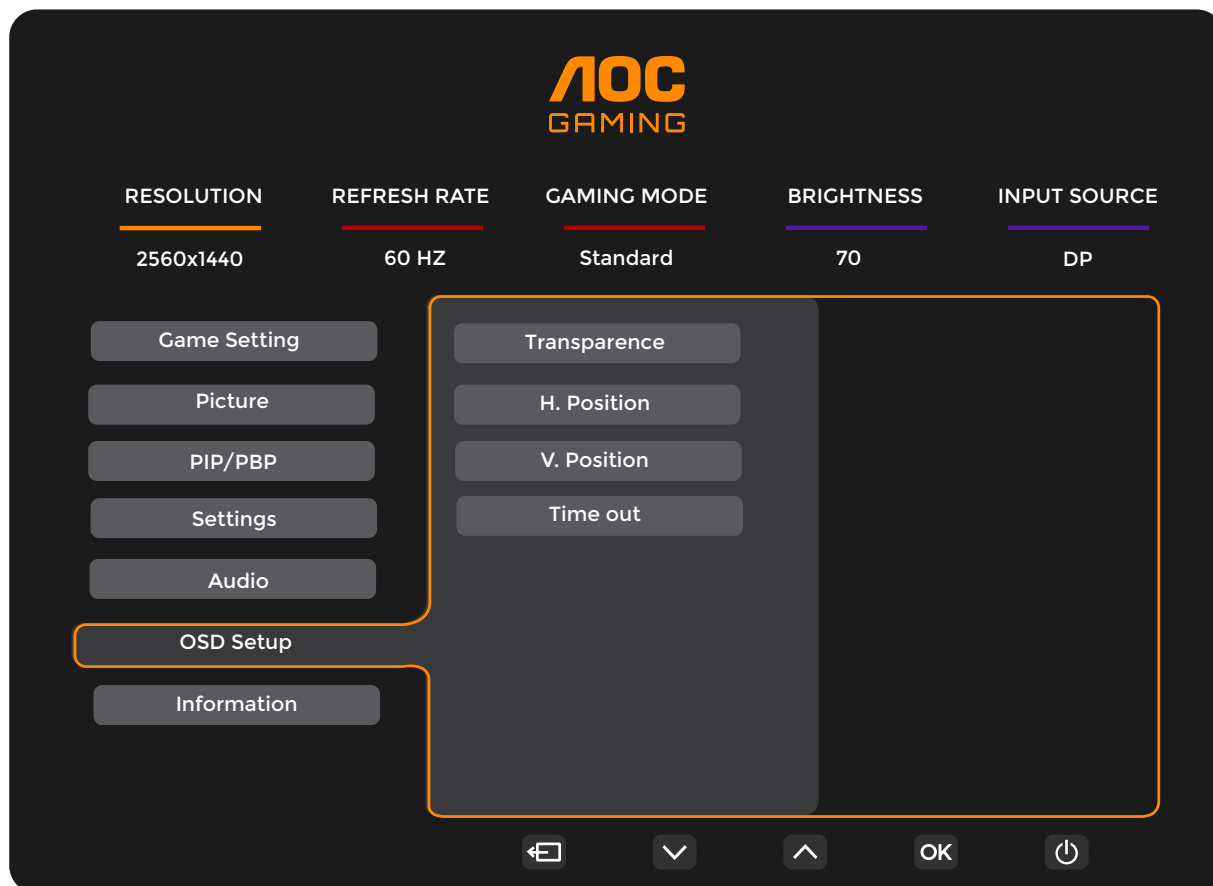 AOC
GAMING
RESOLUTION REFRESH RATE GAMING MODE BRIGHTNESS INPUT SOURCE
2560x1440 60 HZ Standard 70 DP
Game Setting
Picture
PIP/PBP
Settings
Audio
OSD Setup
Information
Transparence
H. Position
V. Position
Time out
OK